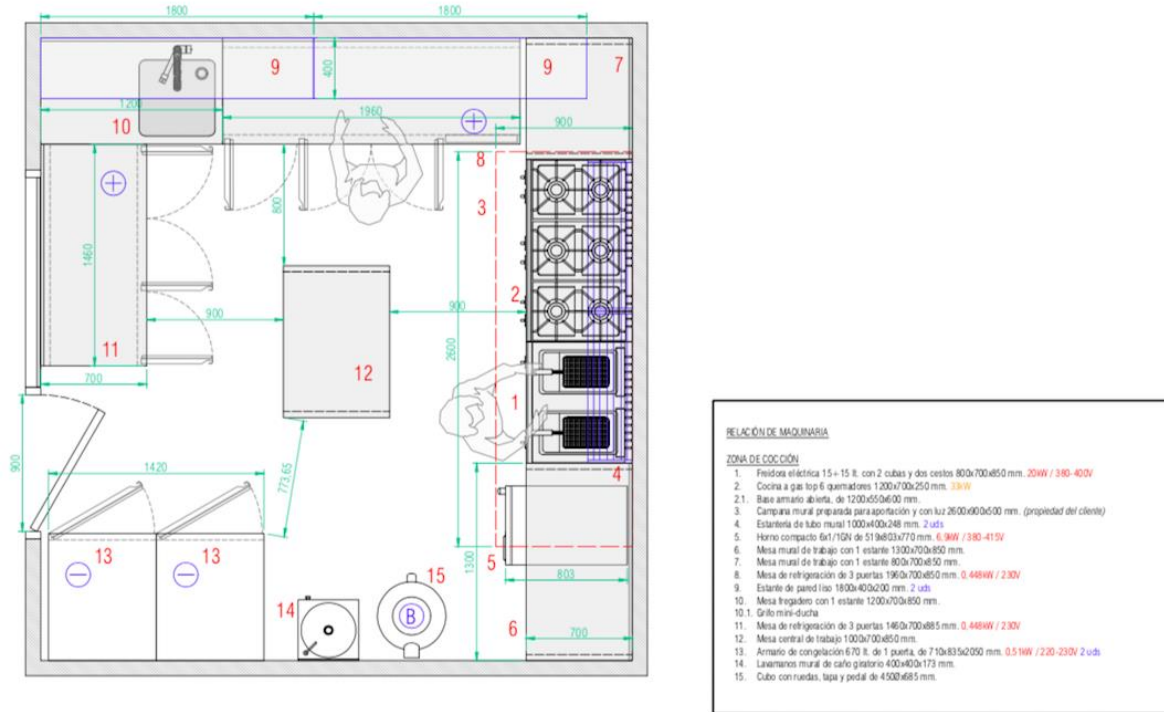 1800
1800
9
9
7
400
1200
1960
10
900
8
3
800
1460
2
900
900
2600
11
12
1
700
4
900
1420
773.65
13
13
5
1300
803
15
14
B
6
700
RELACIÓN DE MAQUINARIA
ZONA DE COCCIÓN
1. Freidora eléctrica 15+15 lt. con 2 cubas y dos cestos 800x700x850 mm. 20kW / 380-400V
2. Cocina a gas top 6 quemadores 1200x700x250 mm. 33kW
2.1. Base armario abierta, de 1200x550x600 mm.
3. Campana mural preparada para aportación y con luz 2600x900x500 mm. (propiedad del cliente)
4. Estantería de tubo mural 1000x400x248 mm. 2 uds
5. Horno compacto 6x1/1GN de 519x803x770 mm. 6,9kW / 380-415V
6. Mesa mural de trabajo con 1 estante 1300x700x850 mm.
7. Mesa mural de trabajo con 1 estante 800x700x850 mm.
8. Mesa de refrigeración de 3 puertas 1960x700x850 mm. 0,448kW / 230V
9. Estante de pared liso 1800x400x200 mm. 2 uds
10. Mesa fregadero con 1 estante 1200x700x850 mm.
10.1. Grifo mini-ducha
11. Mesa de refrigeración de 3 puertas 1460x700x885 mm. 0,448kW / 230V
12. Mesa central de trabajo 1000x700x850 mm.
13. Armario de congelación 670 lt. de 1 puerta, de 710x835x2050 mm. 0,51kW / 220-230V 2 uds
14. Lavamanos mural de caño giratorio 400x400x173 mm.
15. Cubo con ruedas, tapa y pedal de 450Øx685 mm.